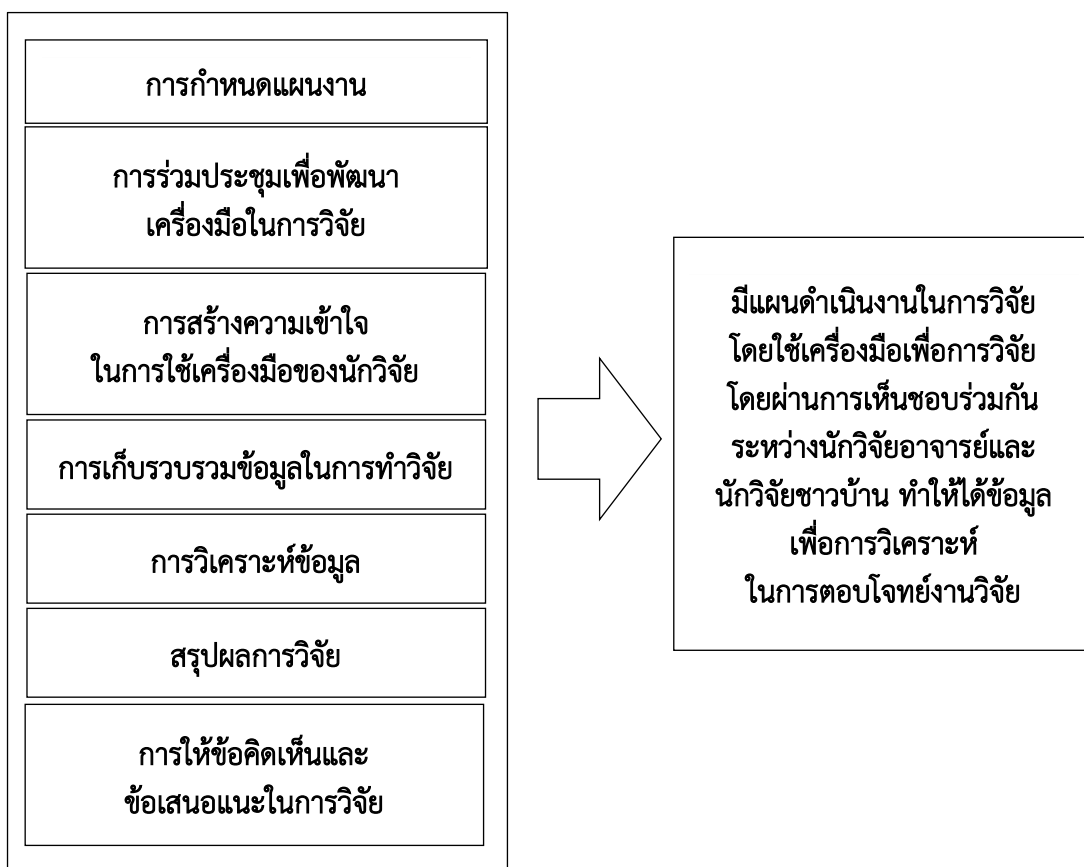 การกำหนดแผนงาน
การร่วมประชุมเพื่อพัฒนา
เครื่องมือในการวิจัย
การสร้างความเข้าใจ
ในการใช้เครื่องมือของนักวิจัย
การเก็บรวบรวมข้อมูลในการทำวิจัย
การวิเคราะห์ข้อมูล
สรุปผลการวิจัย
การให้ข้อคิดเห็นและ
ข้อเสนอแนะในการวิจัย
มีแผนดำเนินงานในการวิจัย
โดยใช้เครื่องมือเพื่อการวิจัย
โดยผ่านการเห็นชอบร่วมกัน
ระหว่างนักวิจัยอาจารย์และ
นักวิจัยชาวบ้าน ทำให้ได้ข้อมูล
เพื่อการวิเคราะห์
ในการตอบโจทย์งานวิจัย